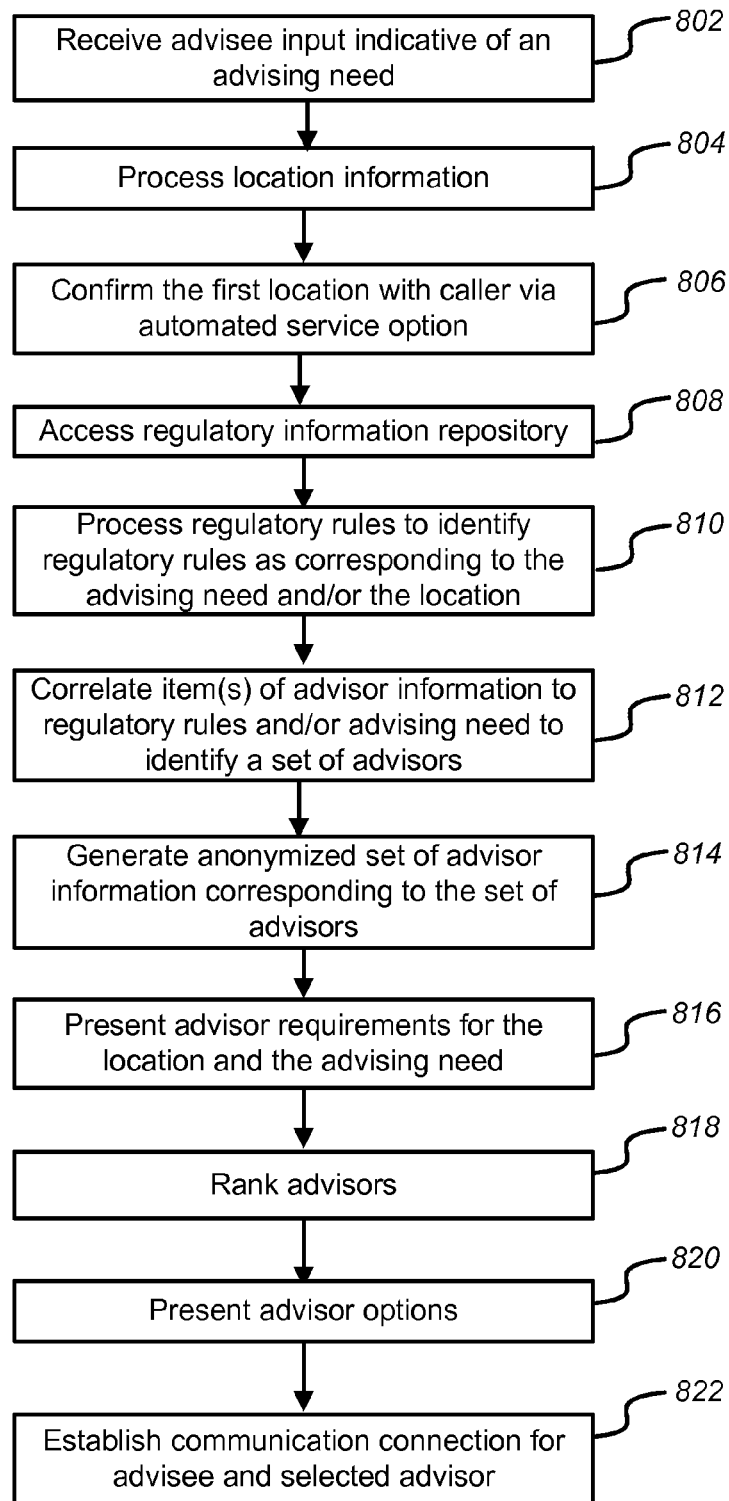 802
Receive advisee input indicative of an
advising need
804
Process location information
806
Confirm the first location with caller via
automated service option
808
Access regulatory information repository
810
Process regulatory rules to identify
regulatory rules as corresponding to the
advising need and/or the location
812
Correlate item(s) of advisor information to
regulatory rules and/or advising need to
identify a set of advisors
814
Generate anonymized set of advisor
information corresponding to the set of
advisors
816
Present advisor requirements for the
location and the advising need
818
Rank advisors
820
Present advisor options
822
Establish communication connection for
advisee and selected advisor